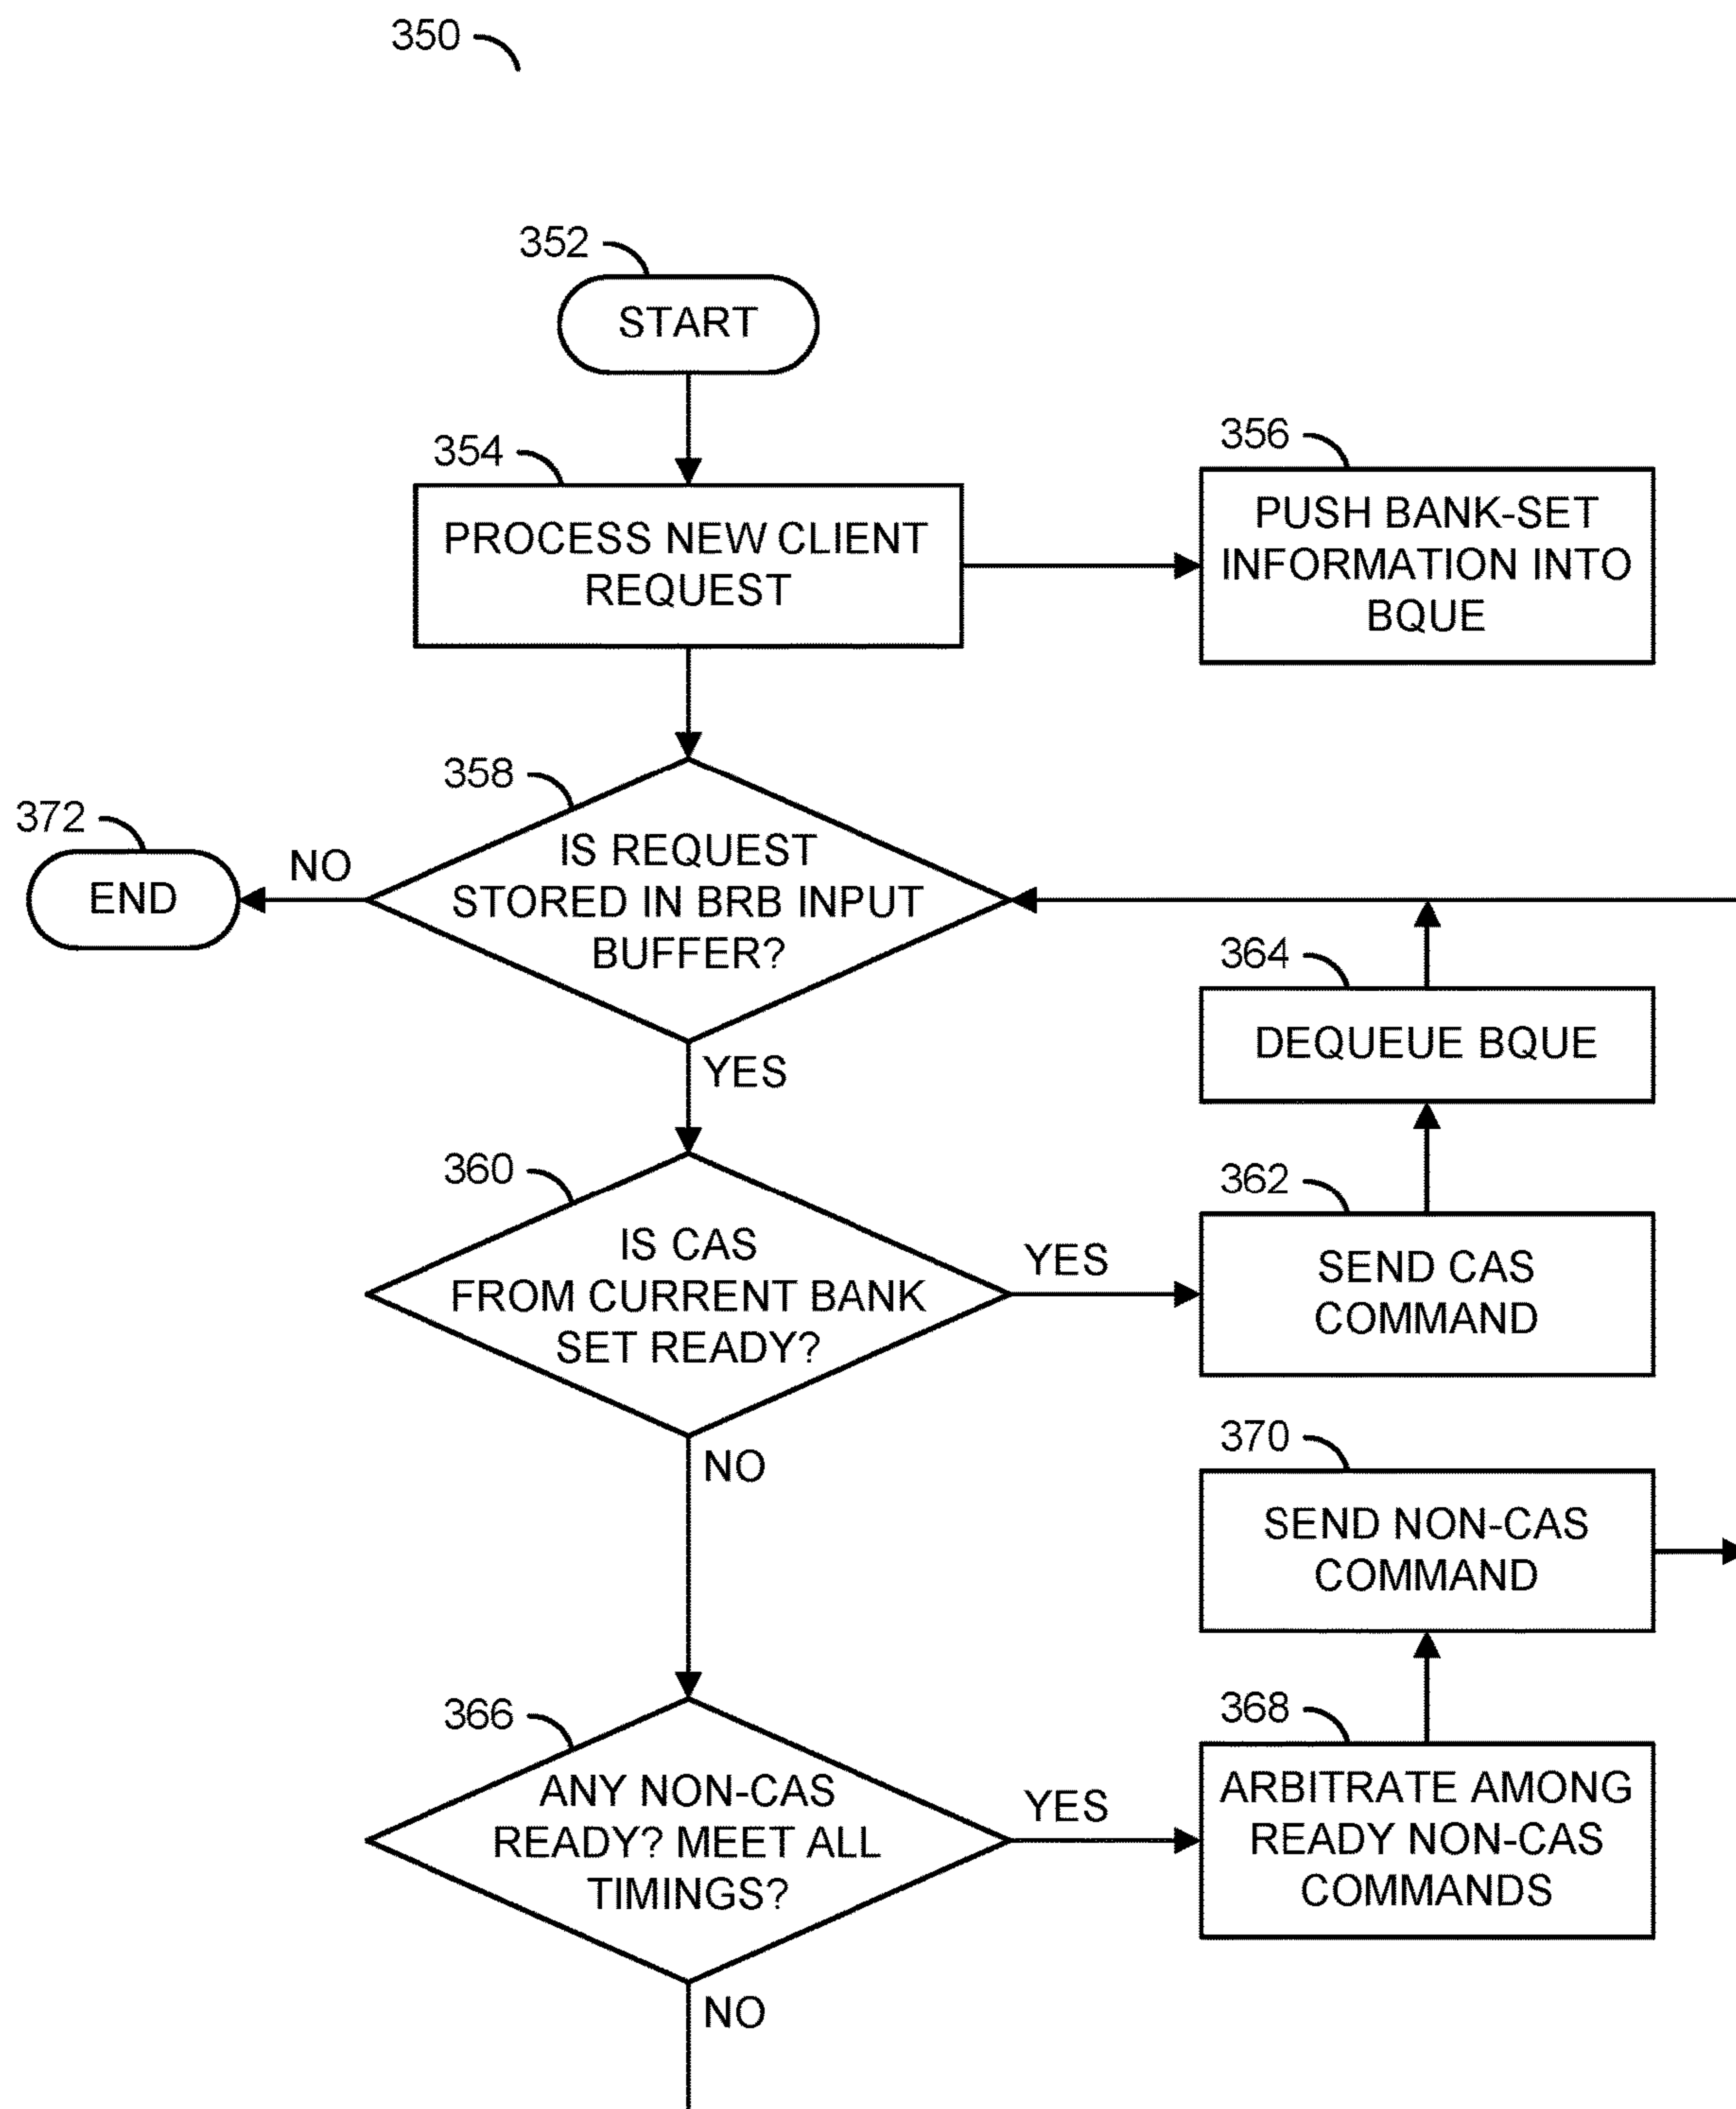 350
352
START
354
PROCESS NEW CLIENT
REQUEST
356
PUSH BANK-SET
INFORMATION INTO
BQUE
358
IS REQUEST
STORED IN BRB INPUT
BUFFER?
372
END
NO
YES
364
DEQUEUE BQUE
360
IS CAS
FROM CURRENT BANK
SET READY?
YES
362
SEND CAS
COMMAND
NO
370
SEND NON-CAS
COMMAND
366
ANY NON-CAS
READY? MEET ALL
TIMINGS?
YES
368
ARBITRATE AMONG
READY NON-CAS
COMMANDS
NO